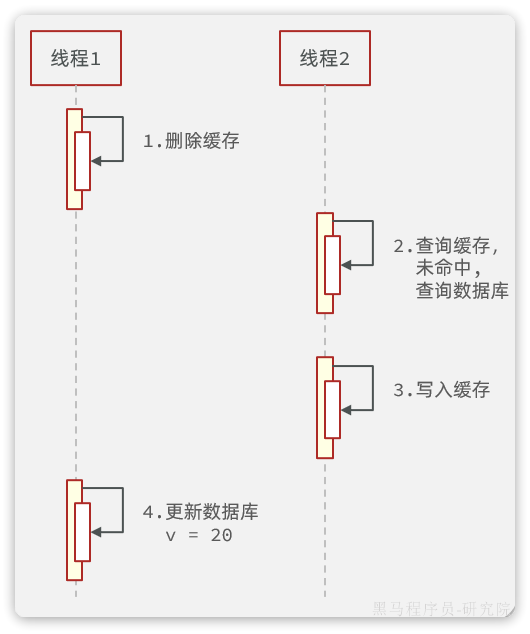 线程1
线程2
1.删除缓存
2.查询缓存,
未命中,
查询数据库
3.写入缓存
4.更新数据库
v = 20
黑马程序员-研究院